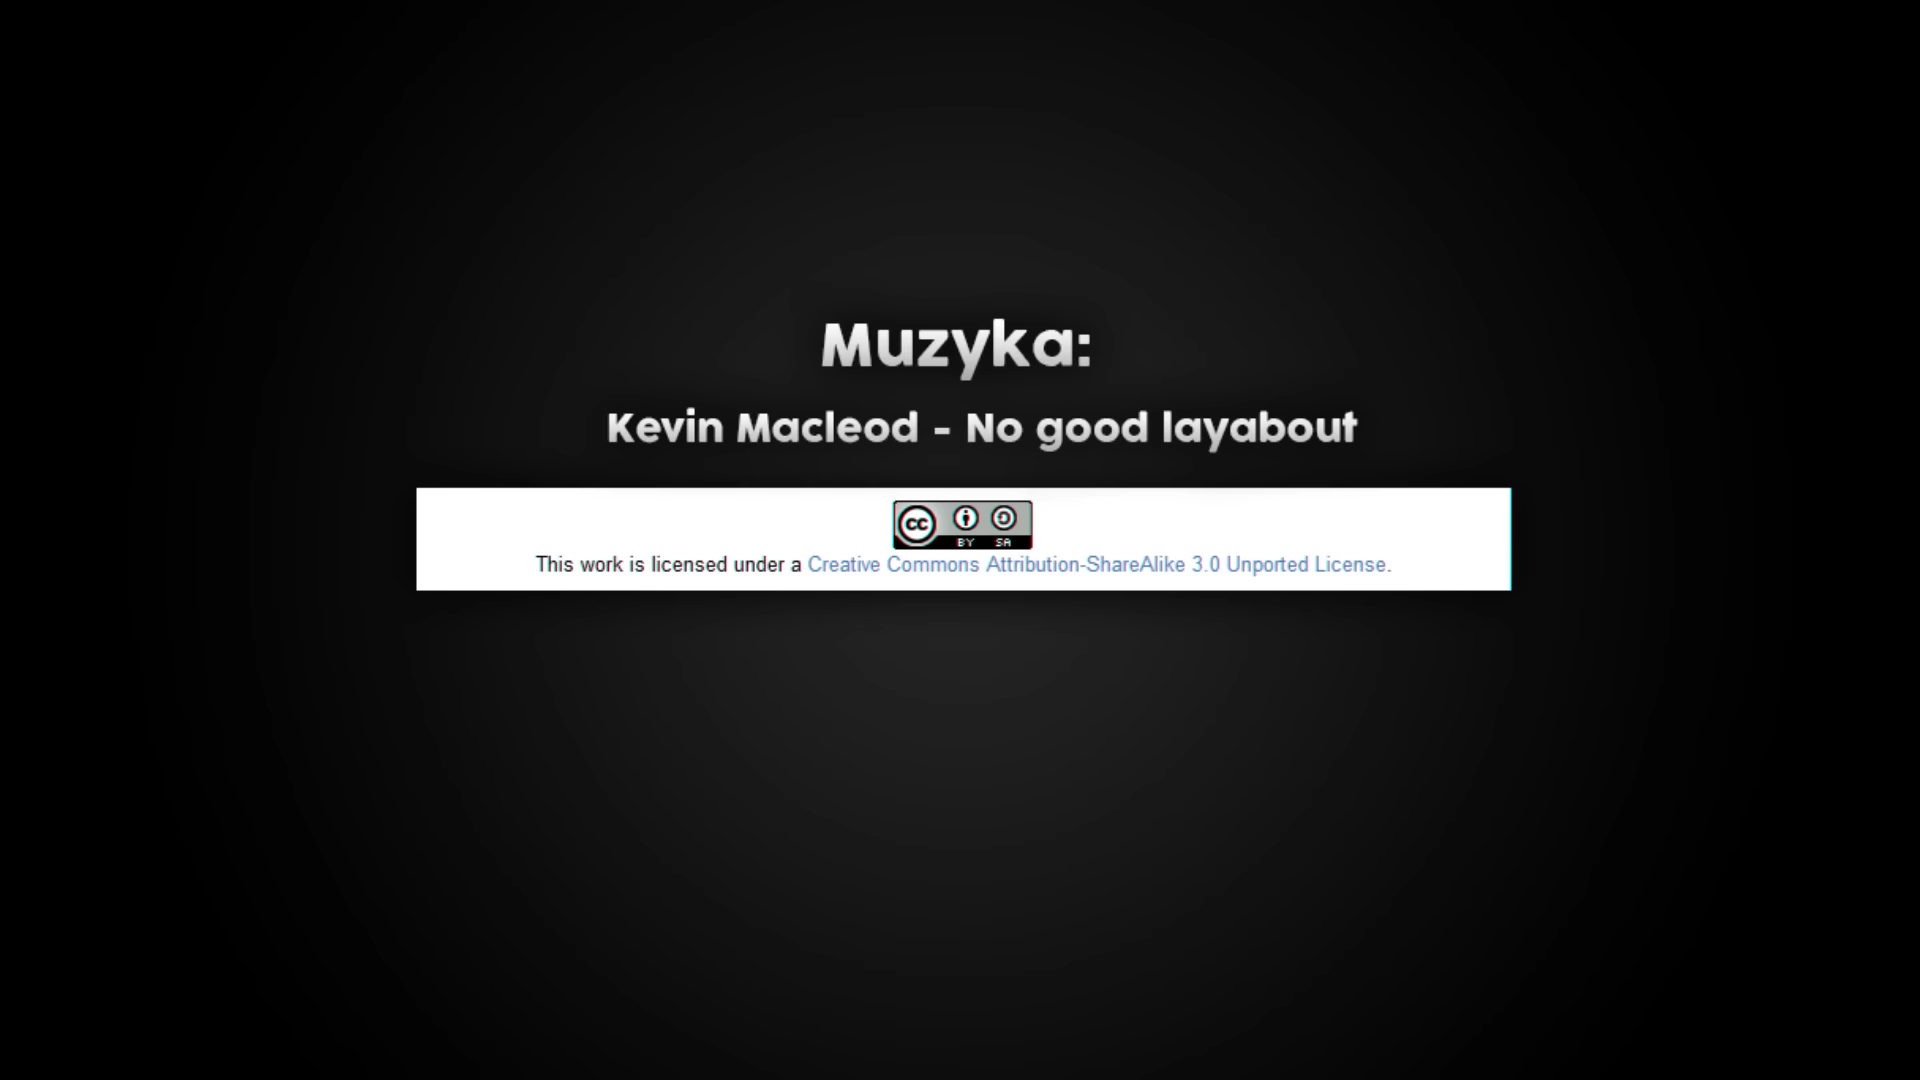 Muzyka:
Kevin Macleod - No good layabout
cc BY SA
This work is licensed under a Creative Commons Attribution-ShareAlike 3.0 Unported License.